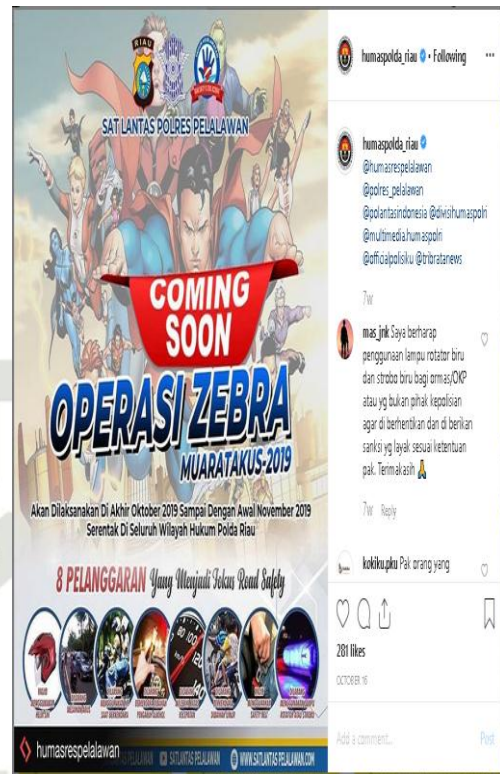 RIAU
SAT LANTAS POLRES PELALAWAN
COMING
SOON
OPERASI ZEBRA
MUARATAKUS-2019
Akan Dilaksanakan Di Akhir Oktober 2019 Sampai Dengan Awal November 2019
Serentak Di Seluruh Wilayah Hukum Polda Riau
8 PELANGGARAN Yang Menjadi Fokus Road Safety
humasrespelalawan
SATLANTAS PELALAWAN
WWW.SATLANTAS PELALAWAN.COM
humaspolda_riau • Following
humaspolda_riau
@humasrespelalawan
@polres_pelalawan
@polantasindonesia @divisihumaspolri
@multimedia.humaspolri
@officialpolisiku @tribratanews
7w
mas_jnk Saya berharap
penggunaan lampu rotator biru
dan strobo biru bagi ormas/OKP
atau yg bukan pihak kepolisian
agar di berhentikan dan di berikan
sanksi yg layak sesuai ketentuan
pak. Terimakasih 🙏
7w Reply
kokiku.pku Pak orang yang
281 likes
OCTOBER 16
Add a comment...
Post